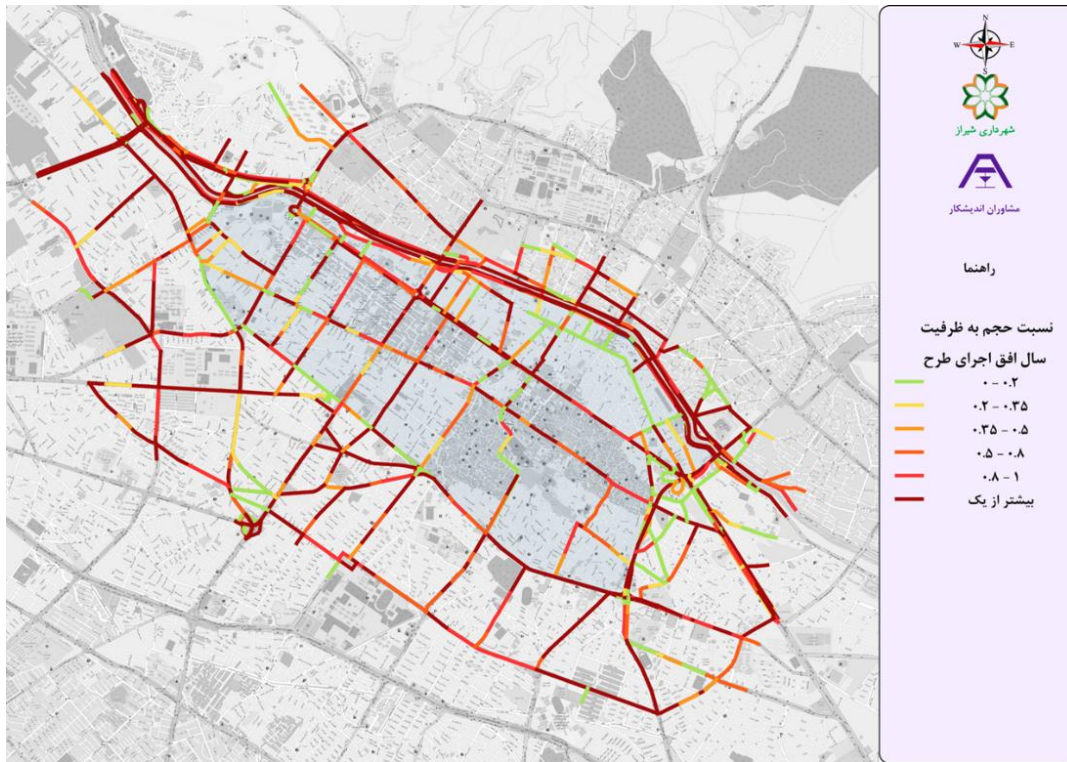 N
W E
S
شهرداری شیراز
مشاوران اندیشکار
راهنما
نسبت حجم به ظرفیت
سال افق اجرای طرح
۰ - ۰.۲
۰.۲ - ۰.۳۵
۰.۳۵ - ۰.۵
۰.۵ - ۰.۸
۰.۸ - ۱
بیشتر از یک